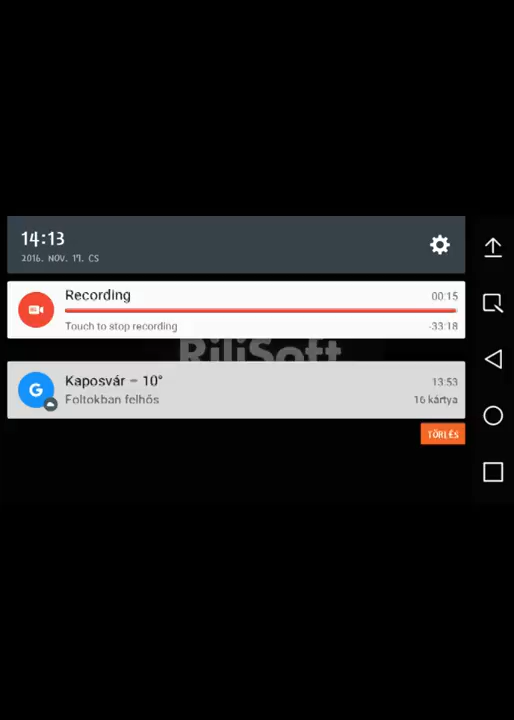 14:13
2016. NOV. 17. CS
Recording
00:15
Touch to stop recording
-33:18
RiliSoft
Kaposvár – 10°
13:53
Foltokban felhős
16 kártya
TÖRLÉS